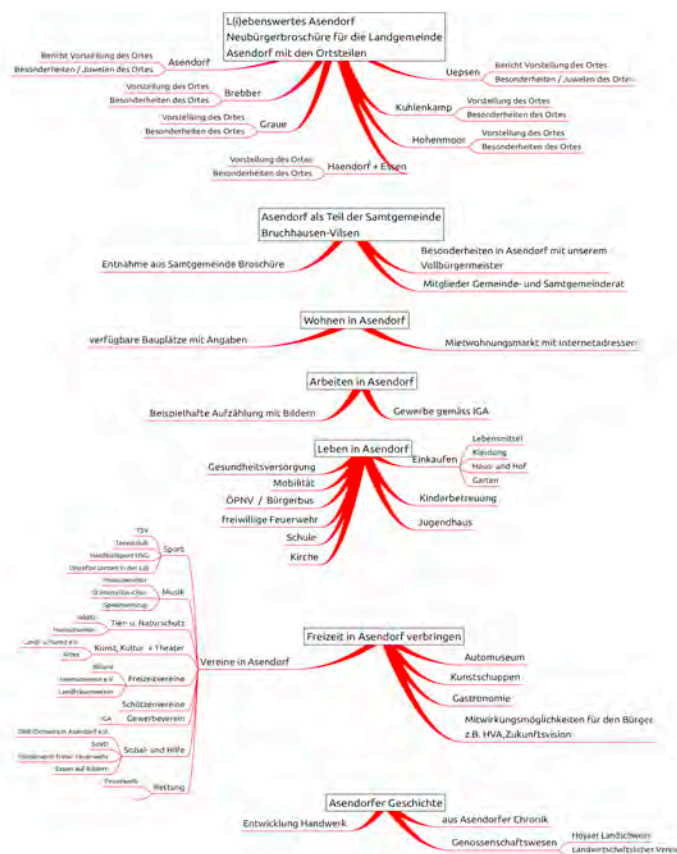 L(i)ebenswertes Asendorf
Neubürgerbroschüre für die Landgemeinde
Asendorf mit den Ortsteilen
Bericht Vorstellung des Ortes
Besonderheiten / Juwelen des Ortes
Asendorf
Vorstellung des Ortes
Besonderheiten des Ortes
Brebber
Vorstellung des Ortes
Besonderheiten des Ortes
Graue
Vorstellung des Ortes
Besonderheiten des Ortes
Haendorf + Essen
Uepsen
Bericht Vorstellung des Ortes
Besonderheiten / Juwelen des Ortes
Kuhlenkamp
Vorstellung des Ortes
Besonderheiten des Ortes
Hohenmoor
Vorstellung des Ortes
Besonderheiten des Ortes
Asendorf als Teil der Samtgemeinde
Bruchhausen-Vilsen
Entnahme aus Samtgemeinde Broschüre
Besonderheiten in Asendorf mit unserem
Vollbürgermeister
Mitglieder Gemeinde- und Samtgemeinderat
Wohnen in Asendorf
verfügbare Bauplätze mit Angaben
Mietwohnungsmarkt mit Internetadressen
Arbeiten in Asendorf
Beispielhafte Aufzählung mit Bildern
Gewerbe gemäss IGA
Leben in Asendorf
Gesundheitsversorgung
Mobilität
ÖPNV / Bürgerbus
freiwillige Feuerwehr
Schule
Kirche
Einkaufen
Lebensmittel
Kleidung
Haus- und Hof
Garten
Kinderbetreuung
Jugendhaus
Freizeit in Asendorf verbringen
Vereine in Asendorf
TSV
Sport
Musik
Tier- u. Naturschutz
Kunst, Kultur + Theater
Freizeitvereine
Landfrauenverein
Schützenvereine
IGA
Gewerbeverein
DRK Ortsverein Asendorf e.V.
SoVD
Essen auf Rädern
Sozial- und Hilfe
Feuerwehr
Rettung
Automuseum
Kunstschuppen
Gastronomie
Mitwirkungsmöglichkeiten für den Bürger
z.B. HVA,Zukunftsvision
Asendorfer Geschichte
Entwicklung Handwerk
aus Asendorfer Chronik
Genossenschaftswesen
Hoyaer Landschwein
Landwirtschaftlicher Verein